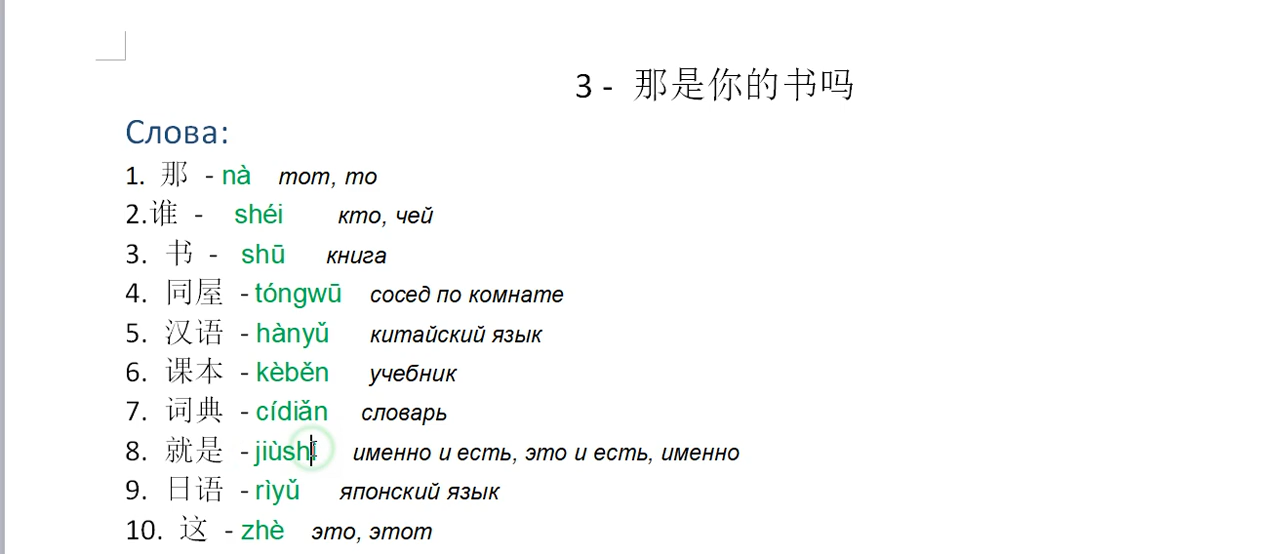 3 - 那是你的书吗
Слова:
1. 那 - nà тот, то
2.谁 - shéi кто, чей
3. 书 - shū книга
4. 同屋 - tóngwū сосед по комнате
5. 汉语 - hànyǔ китайский язык
6. 课本 - kèběn учебник
7. 词典 - cídiǎn словарь
8. 就是 - именно и есть, это и есть, именно
9. 日语 - rìyǔ японский язык
10. 这 - zhè это, этот